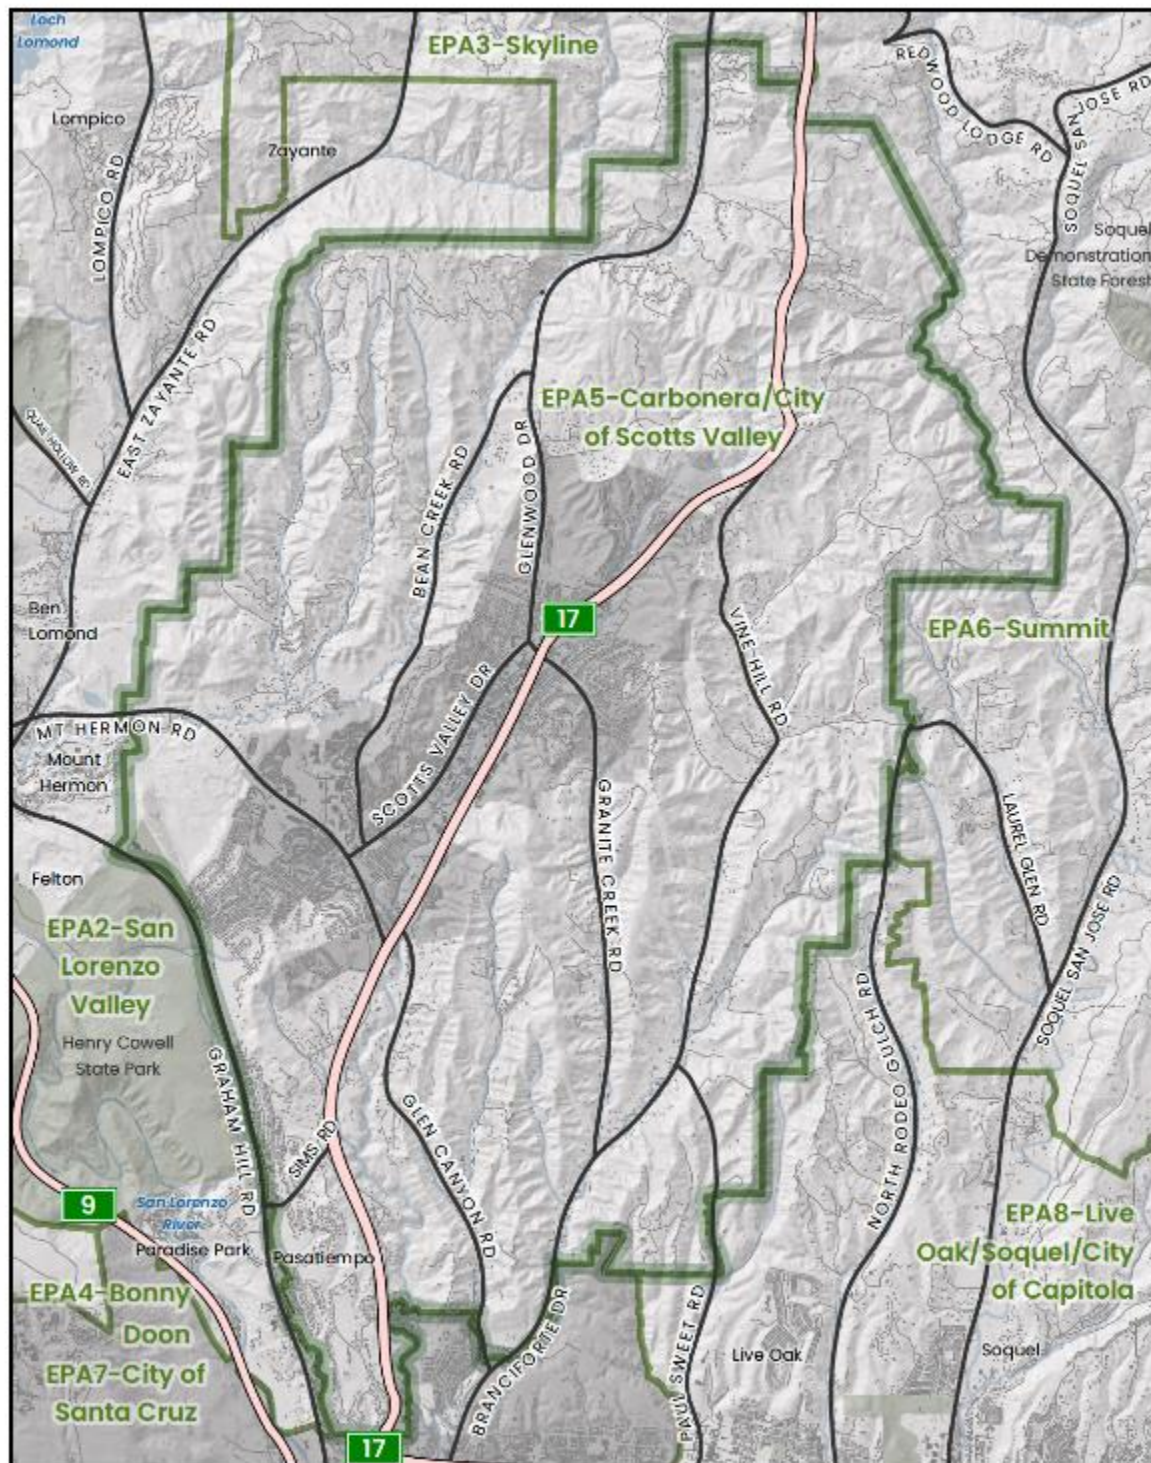 Loch
Lomond
EPA3-Skyline
REDWOOD LODGE RD
SOQUEL SAN JOSE RD
Lompico
Zayante
LOMPICO RD
Soquel
Demonstration
State Forest
EAST ZAYANTE RD
QUAIL HOLLOW RD
EPA5-Carbonera/City
of Scotts Valley
BEAN CREEK RD
GLENWOOD DR
Ben
Lomond
17
VINE HILL RD
EPA6-Summit
MT HERMON RD
Mount
Hermon
SCOTTS VALLEY DR
GRANITE CREEK RD
LAUREL GLEN RD
Felton
EPA2-San
Lorenzo
Valley
Henry Cowell
State Park
SOQUEL SAN JOSE RD
NORTH RODEO GULCH RD
GRAHAM HILL RD
SIMS RD
GLEN CANYON RD
9
San Lorenzo
River
Paradise Park
Pasatiempo
EPA8-Live
Oak/Soquel/City
of Capitola
EPA4-Bonny
Doon
EPA7-City of
Santa Cruz
BRANCIFORTE DR
PAUL SWEET RD
Live Oak
Soquel
17